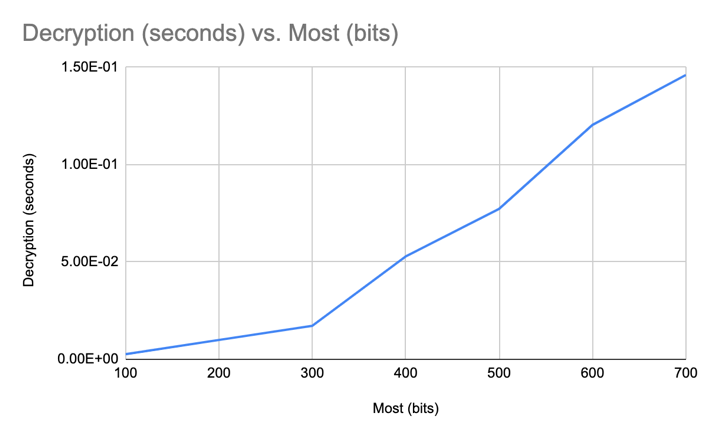 Decryption (seconds) vs. Most (bits)
1.50E-01
1.00E-01
5.00E-02
0.00E+00
Decryption (seconds)
100 200 300 400 500 600 700
Most (bits)